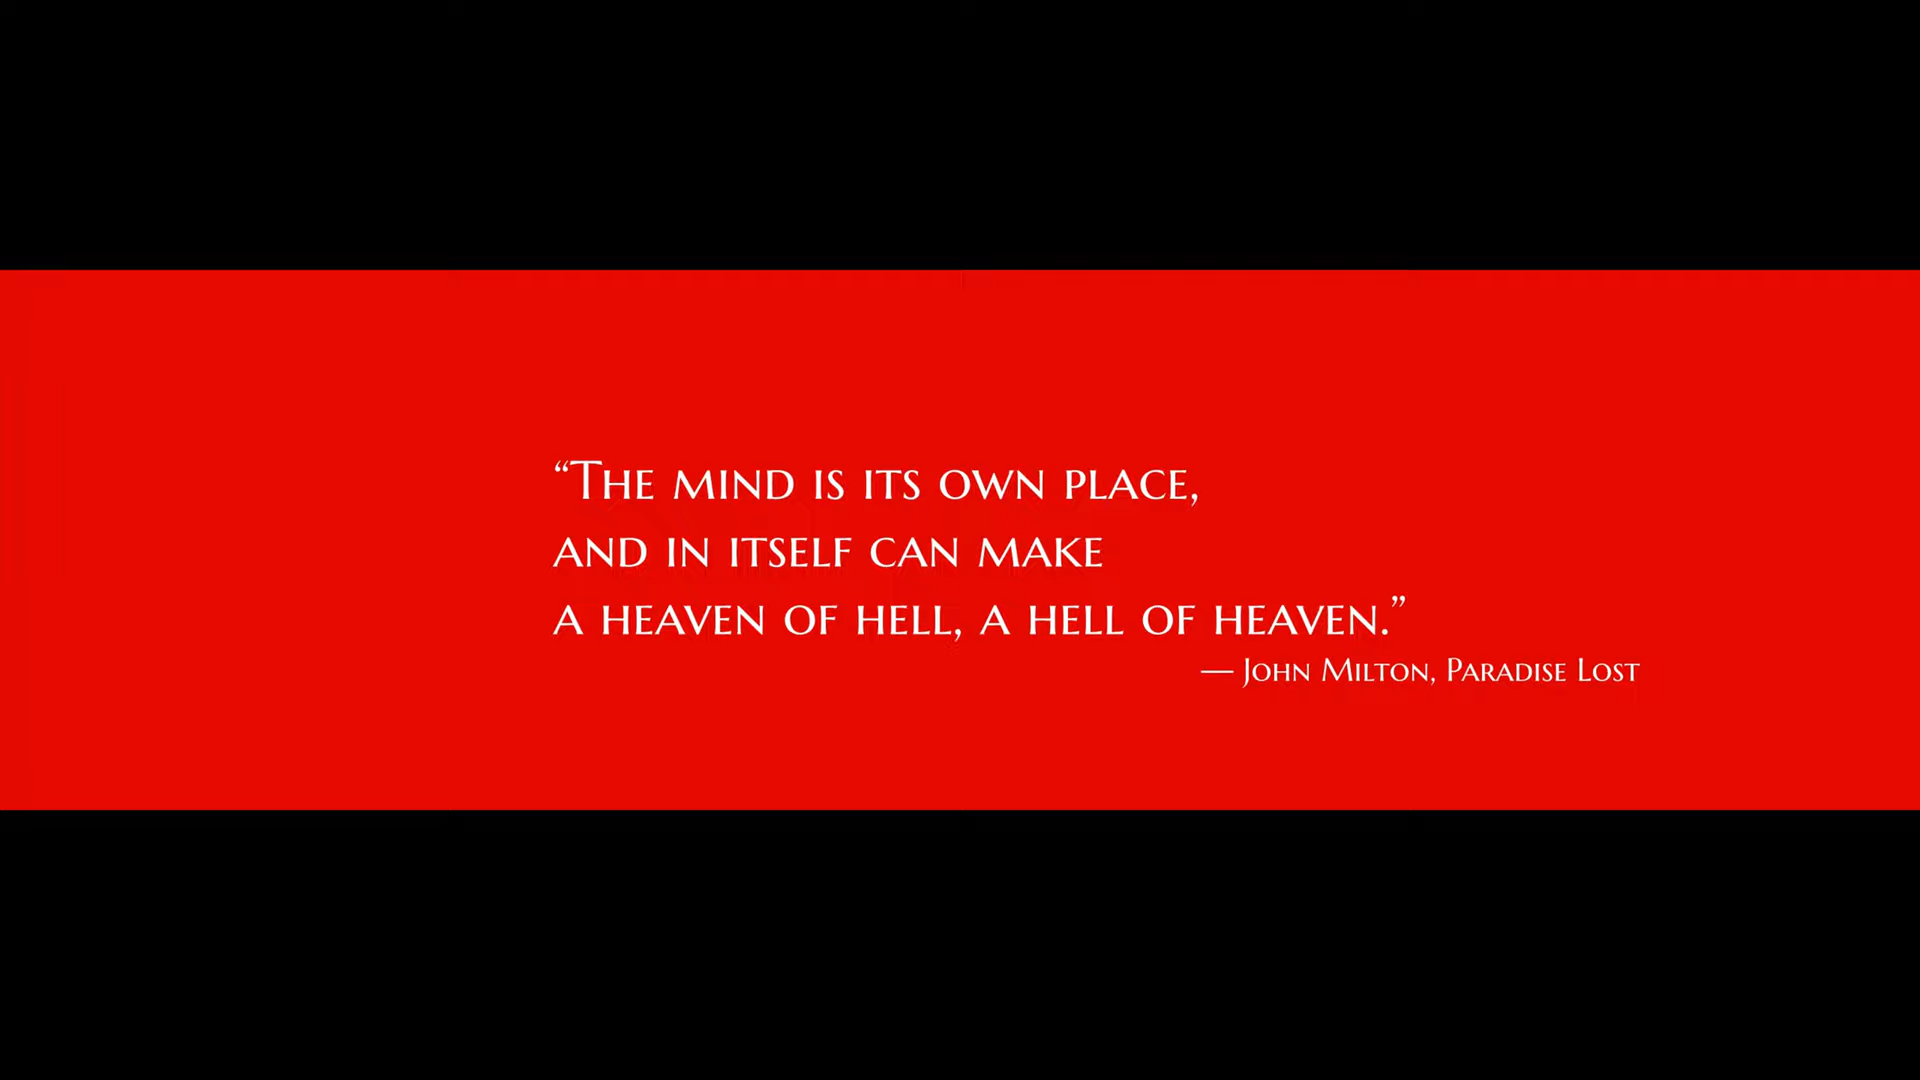 “The mind is its own place,
and in itself can make
a heaven of hell, a hell of heaven.”
— John Milton, Paradise Lost